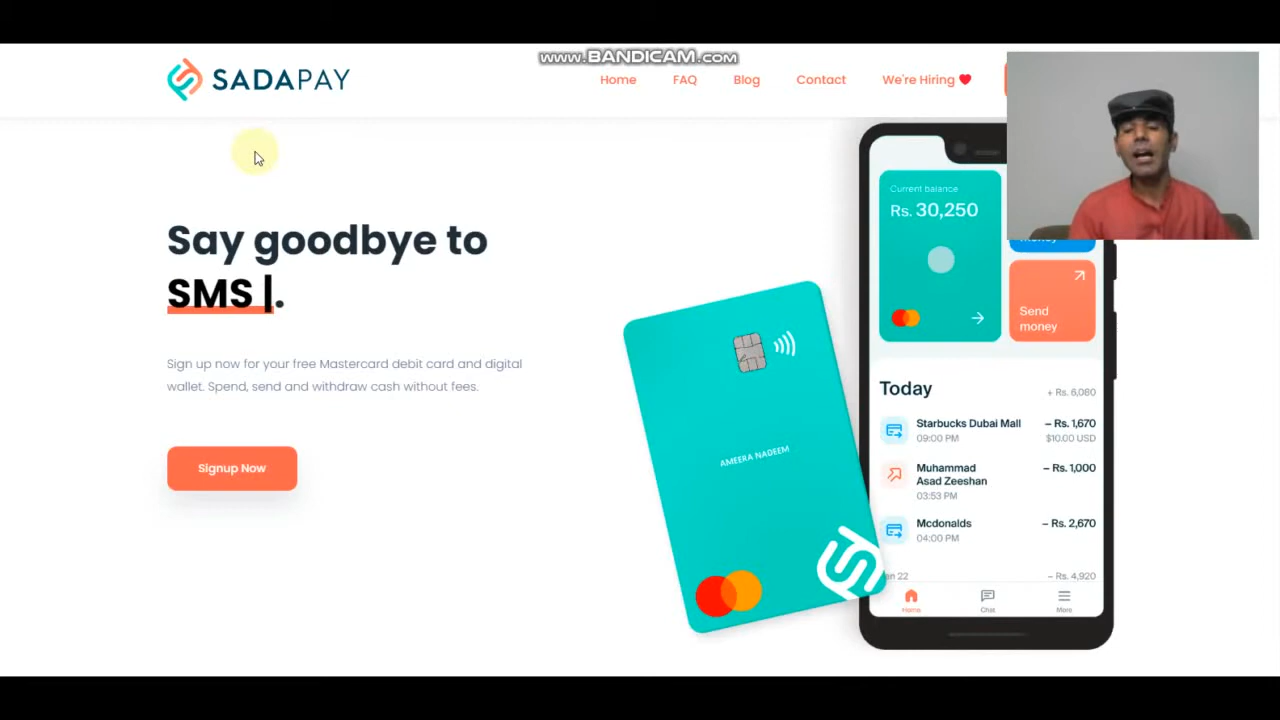 www.BANDICAM.com
SADAPAY
Home
FAQ
Blog
Contact
We're Hiring
Say goodbye to
SMS |.
Sign up now for your free Mastercard debit card and digital
wallet. Spend, send and withdraw cash without fees.
Signup Now
AMEERA NADEEM
Current balance
Rs. 30,250
Send
money
Today
+ Rs. 6,080
Starbucks Dubai Mall
– Rs. 1,670
09:00 PM
$10.00 USD
Muhammad
– Rs. 1,000
Asad Zeeshan
03:53 PM
Mcdonalds
– Rs. 2,670
04:00 PM
22
– Rs. 4,920
Home
Chat
More